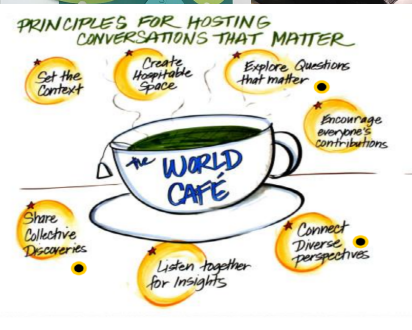 PRINCIPLES FOR HOSTING
CONVERSATIONS THAT MATTER
Set the
Context
Create
Hospitable
Space
Explore Questions
that matter
Encourage
everyone's
contributions
the WORLD
CAFÉ
Share
Collective
Discoveries
Listen together
for Insights
Connect
Diverse
perspectives